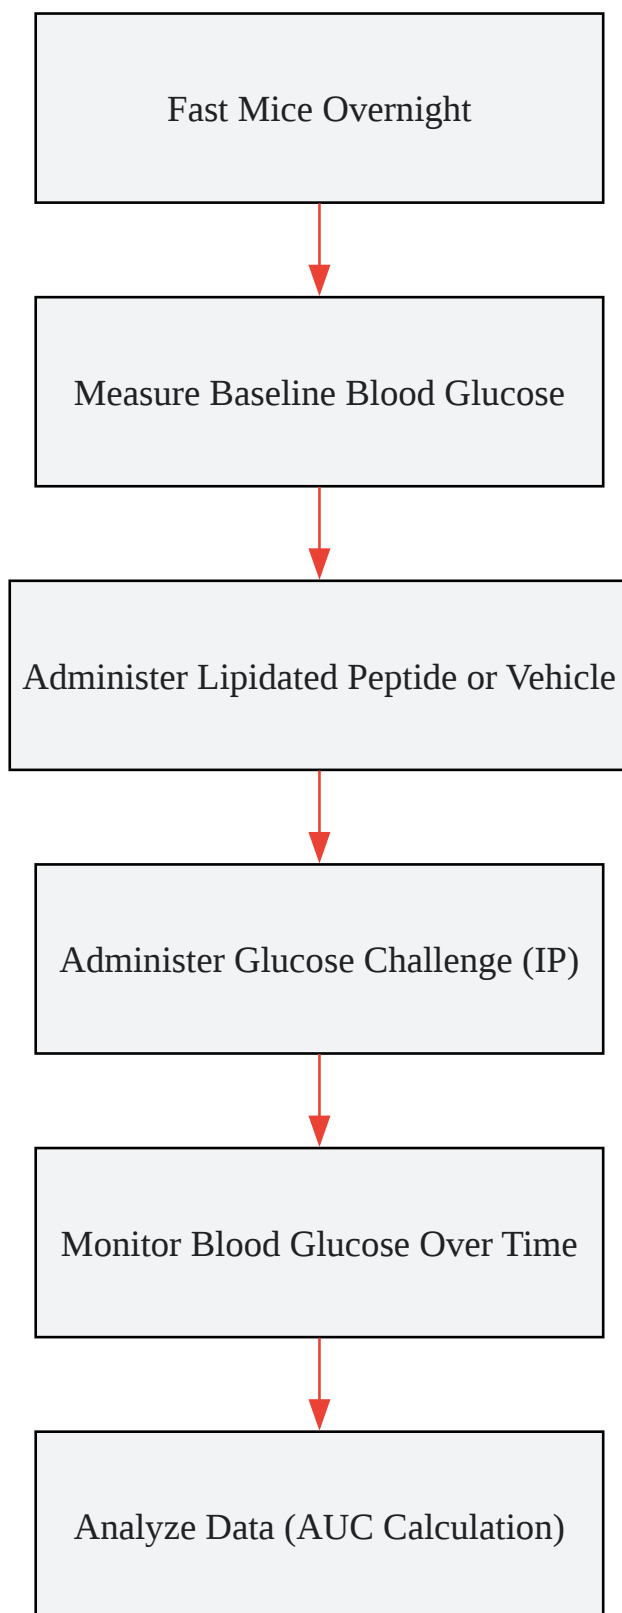 Fast Mice Overnight
Measure Baseline Blood Glucose
Administer Lipidated Peptide or Vehicle
Administer Glucose Challenge (IP)
Monitor Blood Glucose Over Time
Analyze Data (AUC Calculation)